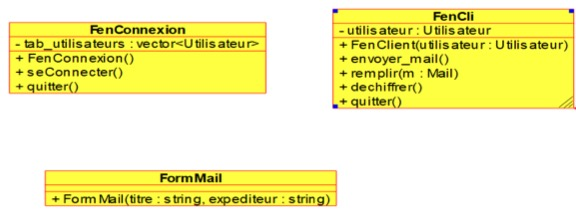 FenConnexion
- tab_utilisateurs : vector<Utilisateur>
+ FenConnexion()
+ seConnecter()
+ quitter()
FenCli
- utilisateur : Utilisateur
+ FenClient(utilisateur : Utilisateur)
+ envoyer_mail()
+ remplir(m : Mail)
+ dechiffrer()
+ quitter()
FormMail
+ FormMail(titre : string, expediteur : string)